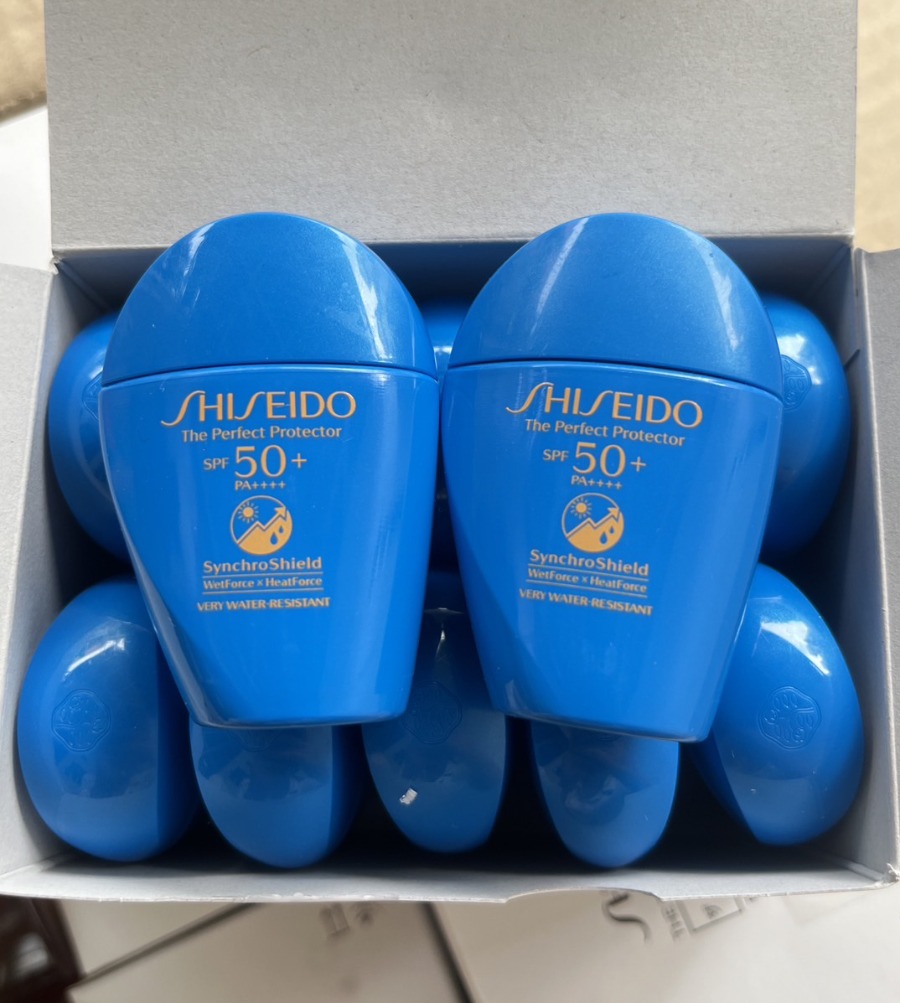 SHISEIDO
The Perfect Protector
SPF 50+
PA++++
SynchroShield
WetForce × HeatForce
VERY WATER-RESISTANT
SHISEIDO
The Perfect Protector
SPF 50+
PA++++
SynchroShield
WetForce × HeatForce
VERY WATER-RESISTANT